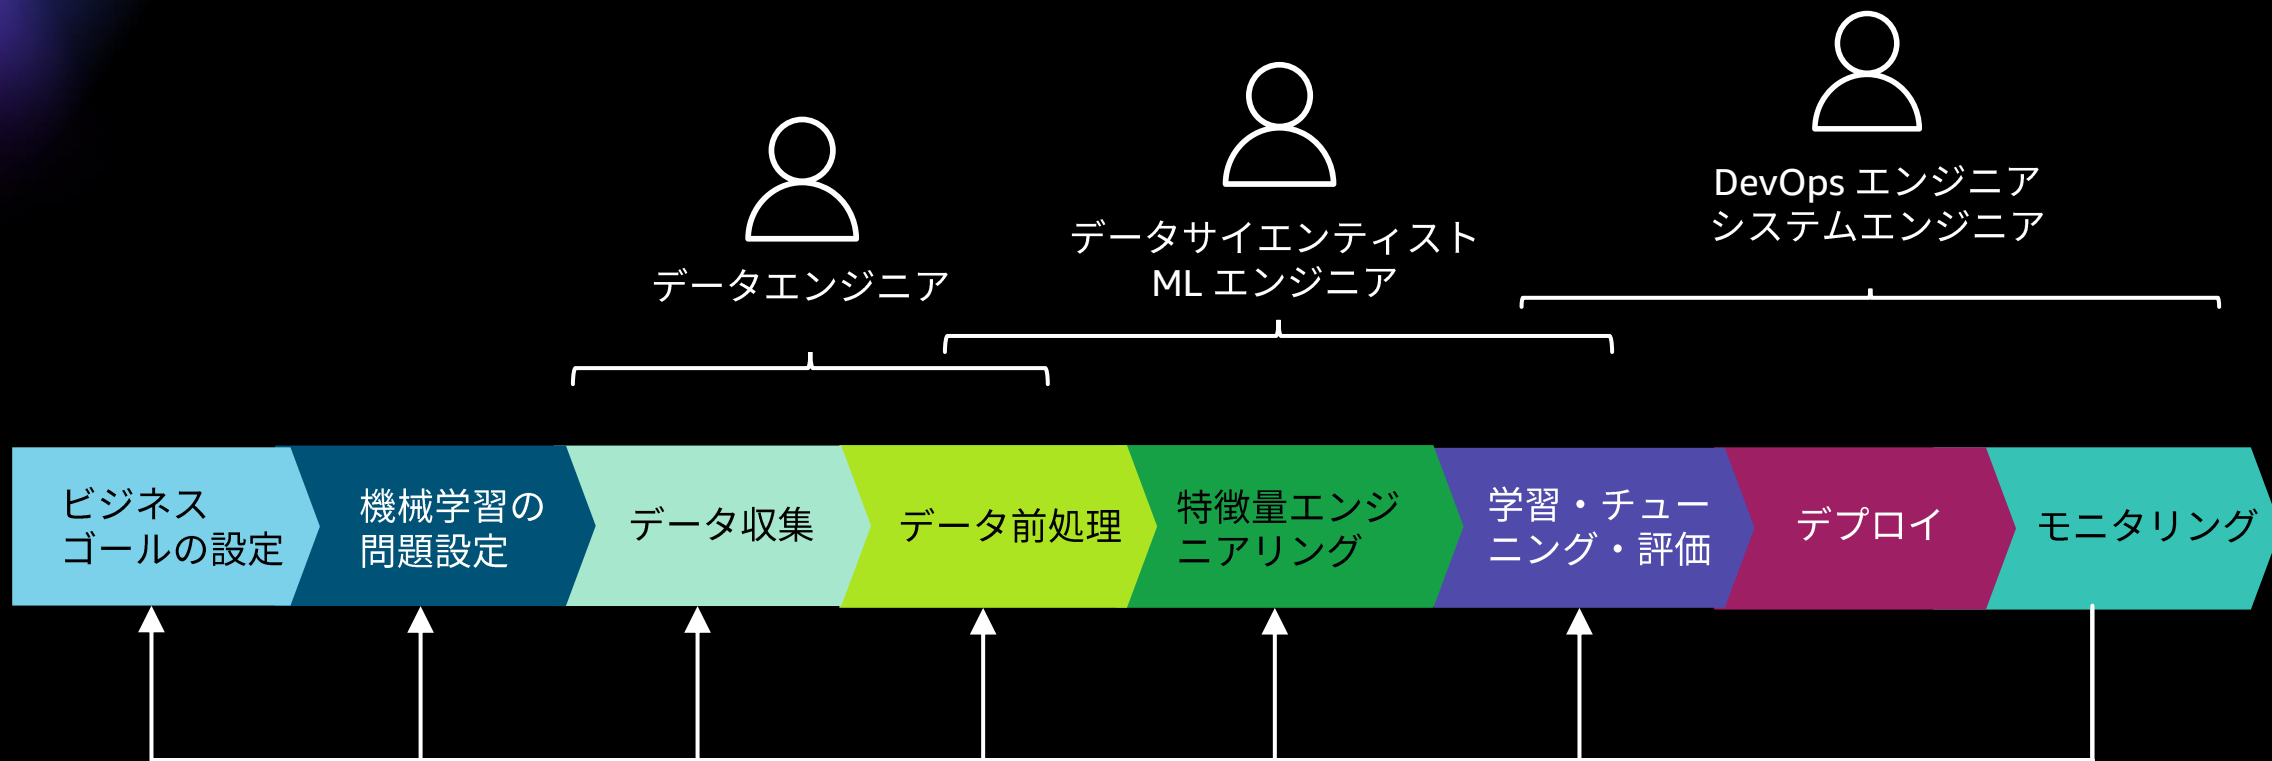 DevOps エンジニア
システムエンジニア
データサイエンティスト
ML エンジニア
データエンジニア
ビジネス
ゴールの設定
機械学習の
問題設定
データ収集
データ前処理
特徴量エンジ
ニアリング
学習・チュー
ニング・評価
デプロイ
モニタリング